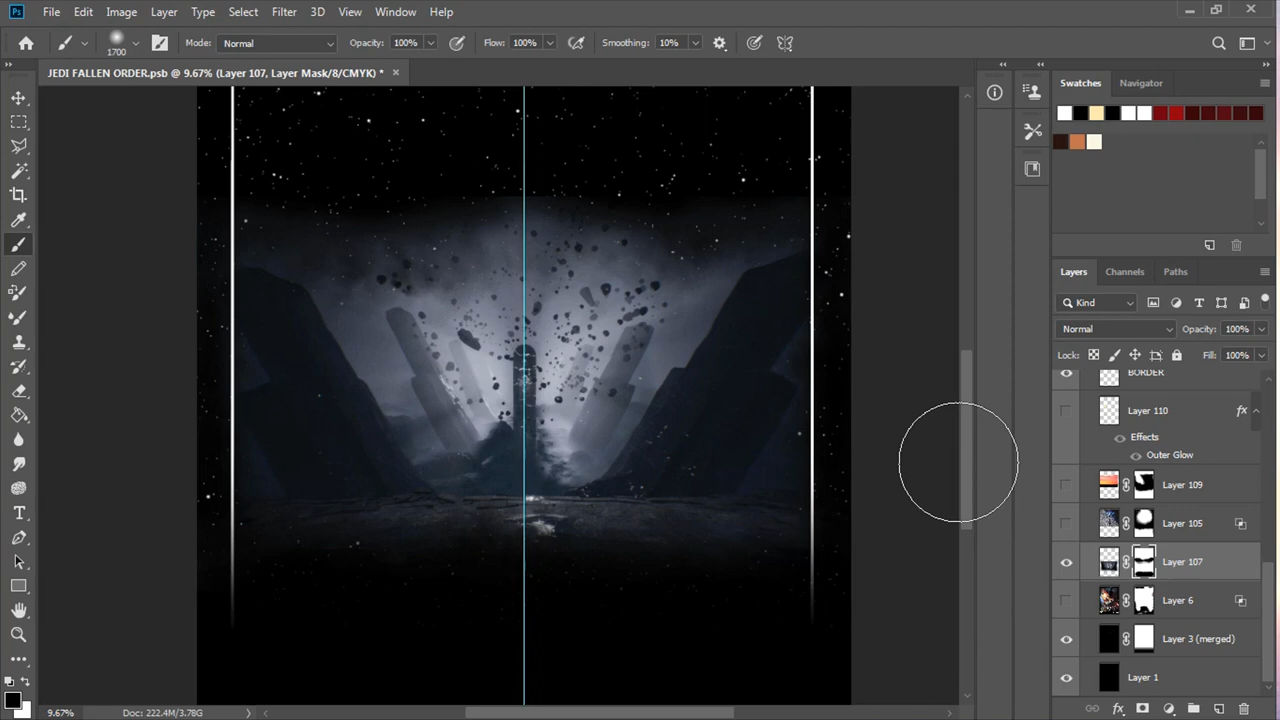 Ps File Edit Image Layer Type Select Filter 3D View Window Help
1700 Mode: Normal Opacity: 100% Flow: 100% Smoothing: 10%
JEDI FALLEN ORDER.psb @ 9.67% (Layer 107, Layer Mask/8/CMYK) *
Swatches Navigator
Layers Channels Paths
Kind
Normal Opacity: 100%
Lock: Fill: 100%
BORDER
Layer 110 fx
Effects
Outer Glow
Layer 109
Layer 105
Layer 107
Layer 6
Layer 3 (merged)
Layer 1
9.67% Doc: 222.4M/3.78G
fx